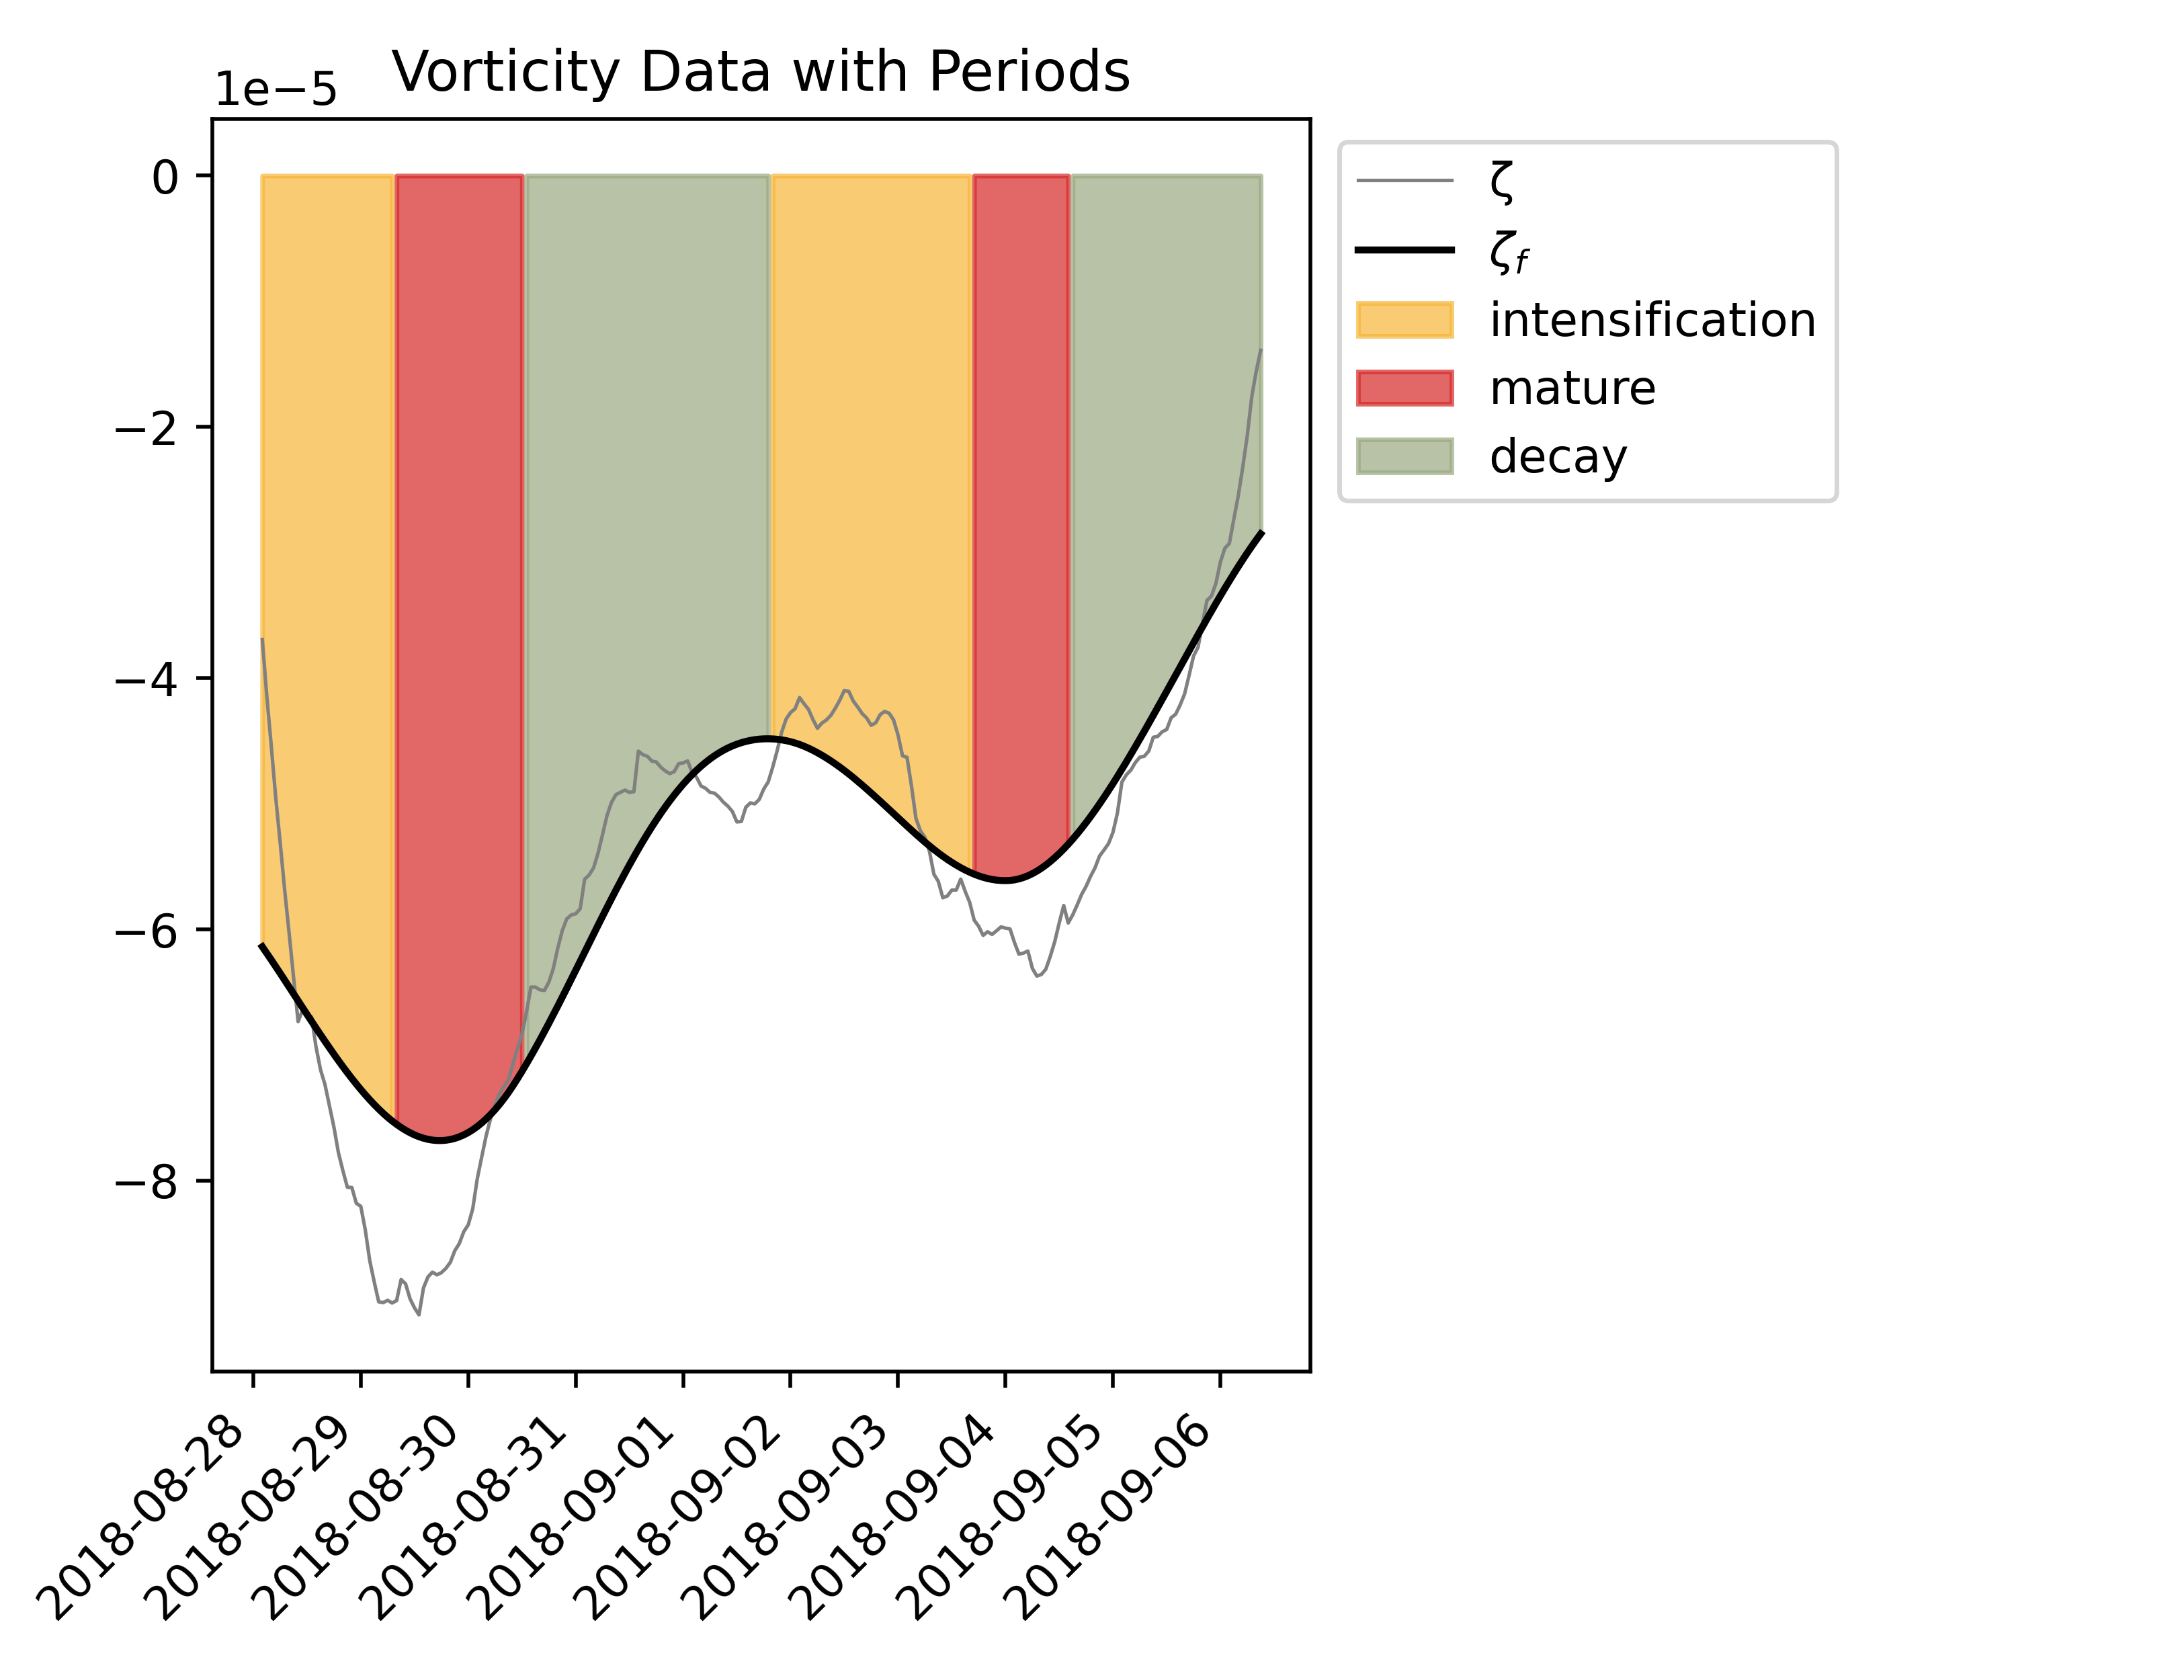 Vorticity Data with Periods
1e−5
0
−2
−4
−6
−8
2018-08-28
2018-08-29
2018-08-30
2018-08-31
2018-09-01
2018-09-02
2018-09-03
2018-09-04
2018-09-05
2018-09-06
ζ
ζf
intensification
mature
decay